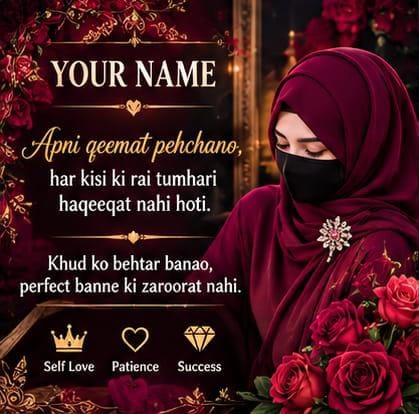 YOUR NAME
Apni qeemat pehchano,
har kisi ki rai tumhari
haqeeqat nahi hoti.
Khud ko behtar banao,
perfect banne ki zaroorat nahi.
Self Love
Patience
Success